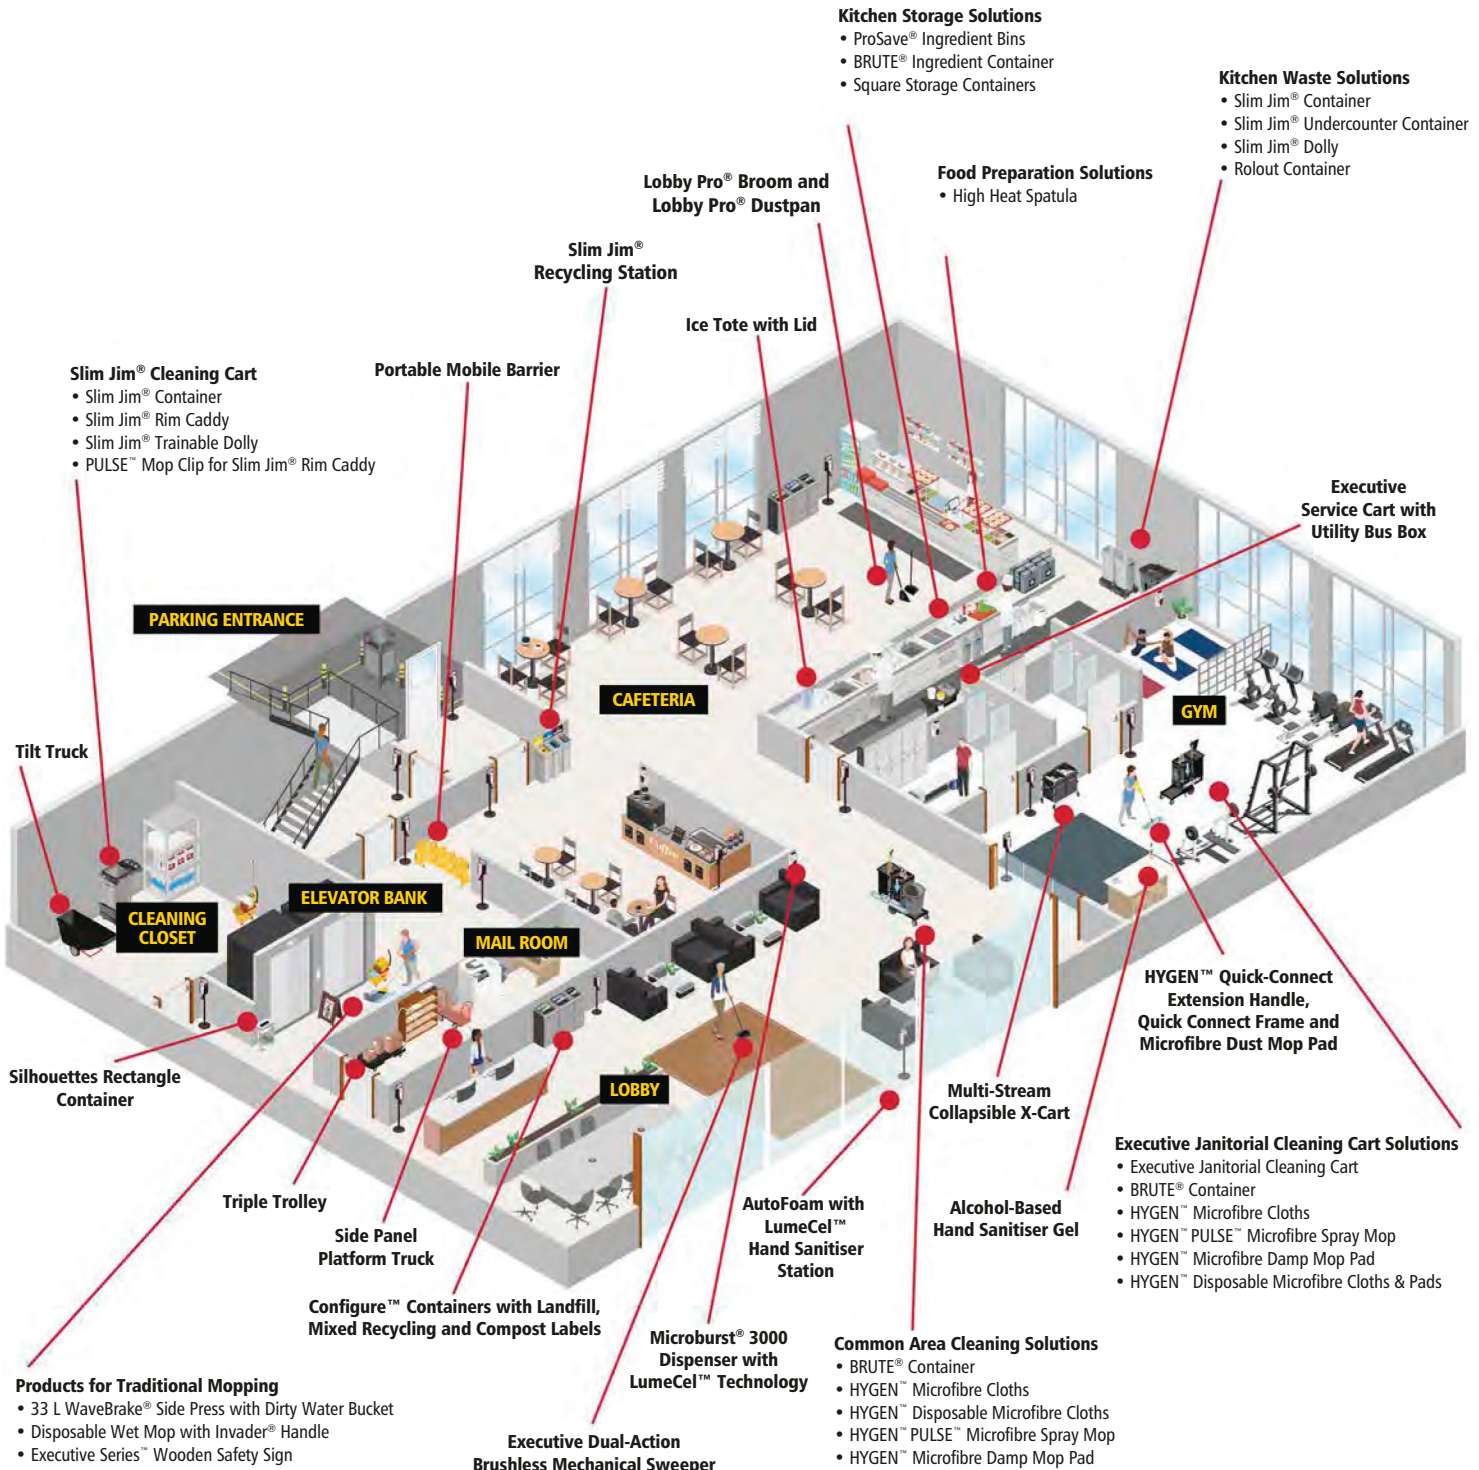 Kitchen Storage Solutions
• ProSave® Ingredient Bins
• BRUTE® Ingredient Container
• Square Storage Containers
Kitchen Waste Solutions
• Slim Jim® Container
• Slim Jim® Undercounter Container
• Slim Jim® Dolly
• Rolout Container
Food Preparation Solutions
• High Heat Spatula
Lobby Pro® Broom and
Lobby Pro® Dustpan
Slim Jim®
Recycling Station
Ice Tote with Lid
Portable Mobile Barrier
Slim Jim® Cleaning Cart
• Slim Jim® Container
• Slim Jim® Rim Caddy
• Slim Jim® Trainable Dolly
• PULSE™ Mop Clip for Slim Jim® Rim Caddy
Executive
Service Cart with
Utility Bus Box
PARKING ENTRANCE
CAFETERIA
GYM
Tilt Truck
Coffee
ELEVATOR BANK
CLEANING
CLOSET
MAIL ROOM
LOBBY
HYGEN™ Quick-Connect
Extension Handle,
Quick Connect Frame and
Microfibre Dust Mop Pad
Silhouettes Rectangle
Container
Multi-Stream
Collapsible X-Cart
Executive Janitorial Cleaning Cart Solutions
• Executive Janitorial Cleaning Cart
• BRUTE® Container
• HYGEN™ Microfibre Cloths
• HYGEN™ PULSE™ Microfibre Spray Mop
• HYGEN™ Microfibre Damp Mop Pad
• HYGEN™ Disposable Microfibre Cloths & Pads
Triple Trolley
Side Panel
Platform Truck
AutoFoam with
LumeCel™
Hand Sanitiser
Station
Alcohol-Based
Hand Sanitiser Gel
Configure™ Containers with Landfill,
Mixed Recycling and Compost Labels
Microburst® 3000
Dispenser with
LumeCel™ Technology
Common Area Cleaning Solutions
• BRUTE® Container
• HYGEN™ Microfibre Cloths
• HYGEN™ Disposable Microfibre Cloths
• HYGEN™ PULSE™ Microfibre Spray Mop
• HYGEN™ Microfibre Damp Mop Pad
Products for Traditional Mopping
• 33 L WaveBrake® Side Press with Dirty Water Bucket
• Disposable Wet Mop with Invader® Handle
• Executive Series™ Wooden Safety Sign
Executive Dual-Action
Brushless Mechanical Sweeper